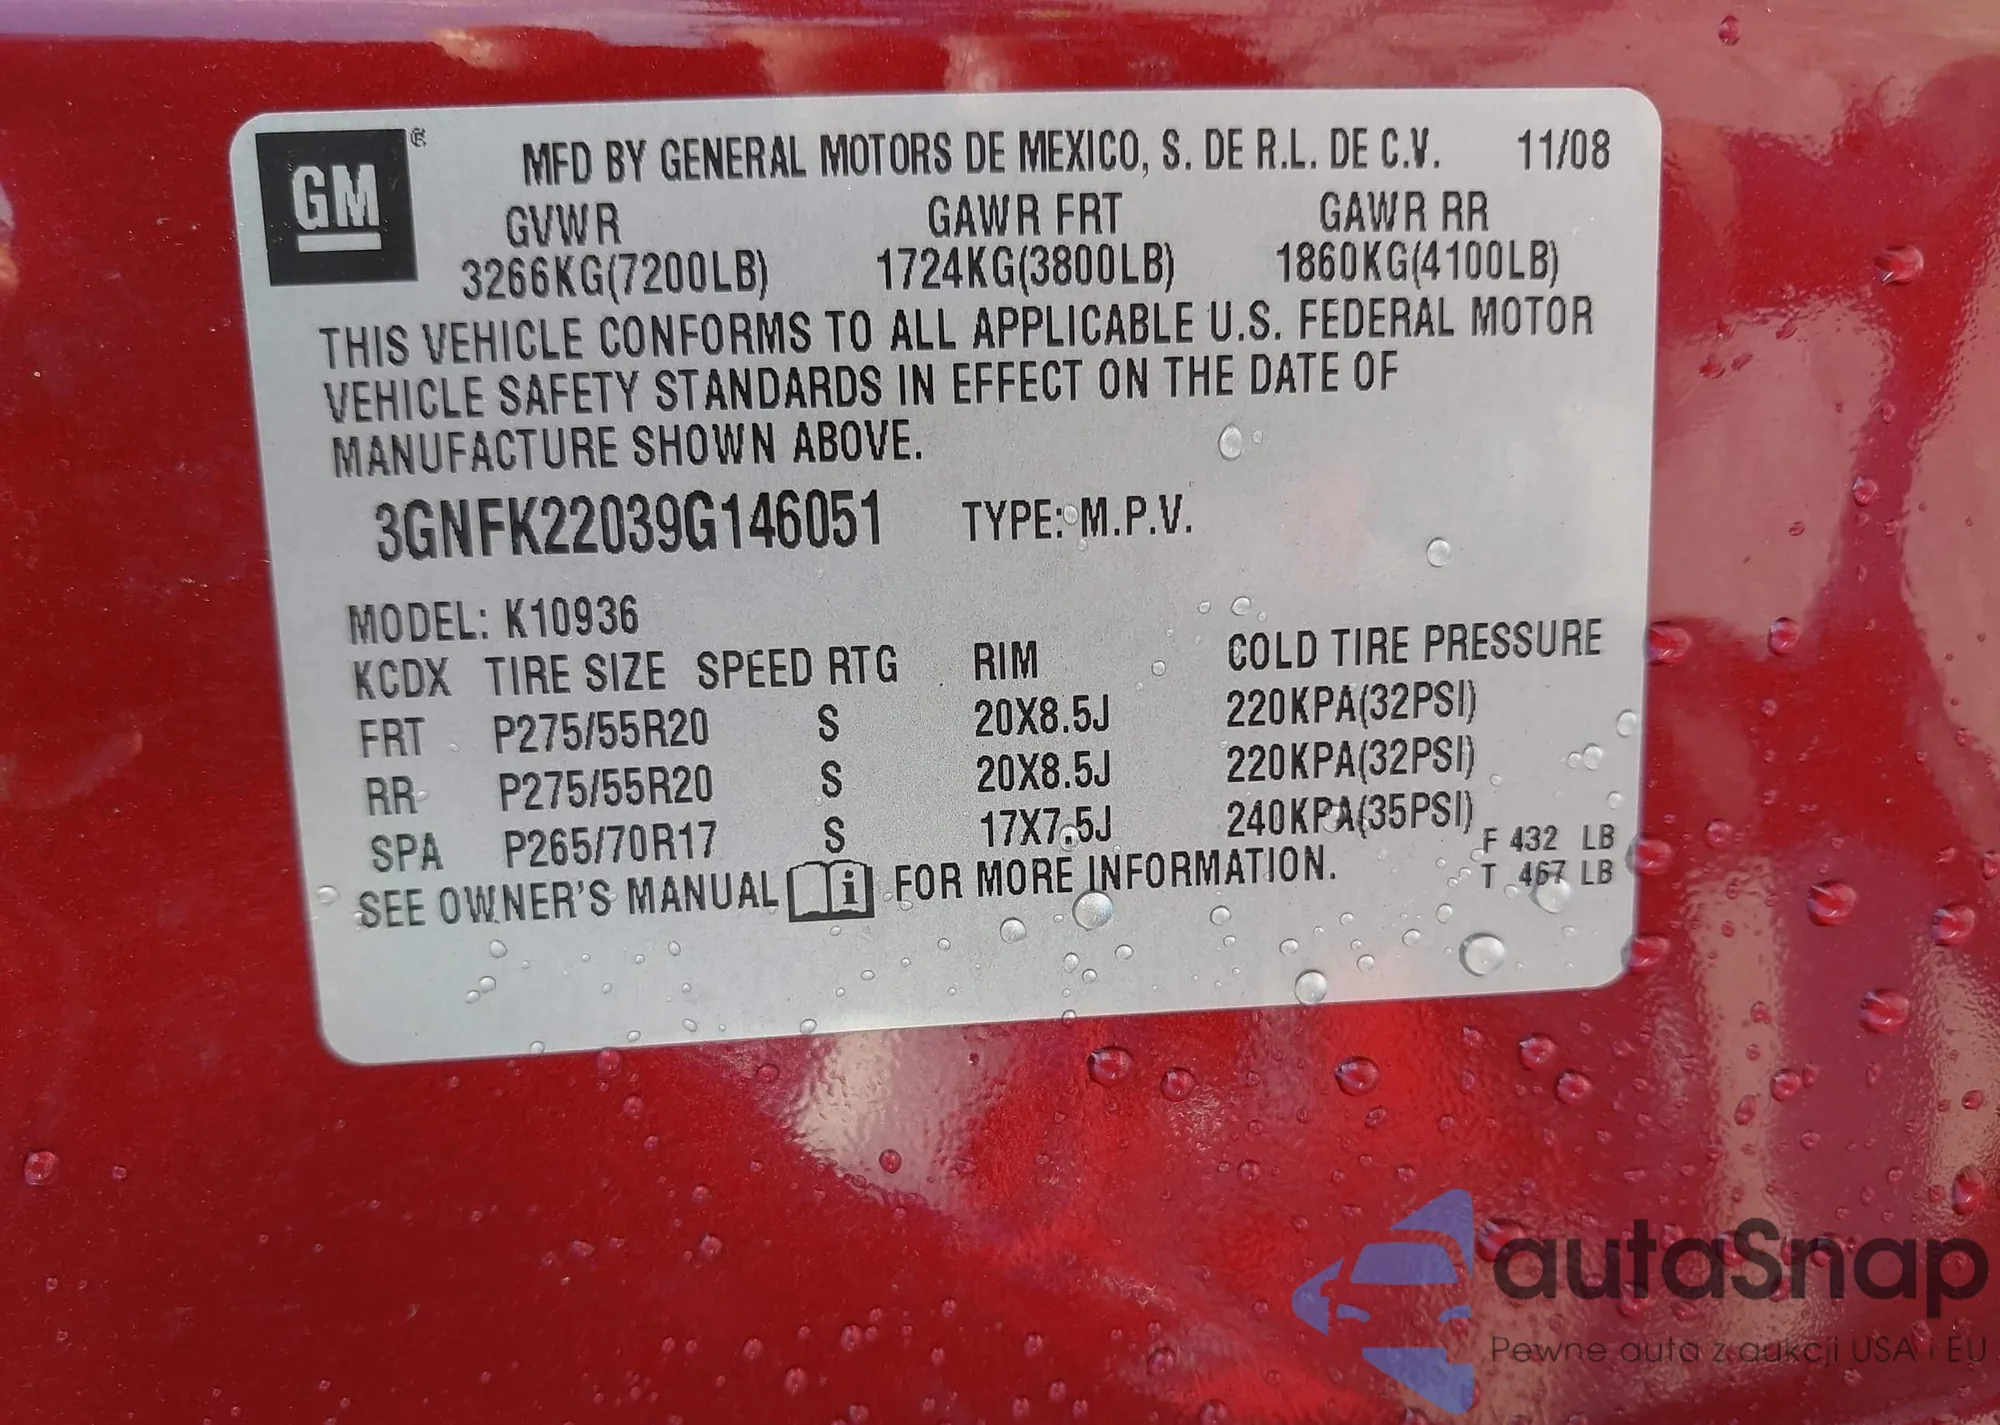 GM
MFD BY GENERAL MOTORS DE MEXICO, S. DE R.L. DE C.V. 11/08
GVWR GAWR FRT GAWR RR
3266KG(7200LB) 1724KG(3800LB) 1860KG(4100LB)
THIS VEHICLE CONFORMS TO ALL APPLICABLE U.S. FEDERAL MOTOR
VEHICLE SAFETY STANDARDS IN EFFECT ON THE DATE OF
MANUFACTURE SHOWN ABOVE.
3GNFK22039G146051 TYPE: M.P.V.
MODEL: K10936
KCDX TIRE SIZE SPEED RTG RIM COLD TIRE PRESSURE
FRT P275/55R20 S 20X8.5J 220KPA(32PSI)
RR P275/55R20 S 20X8.5J 220KPA(32PSI)
SPA P265/70R17 S 17X7.5J 240KPA(35PSI)
F 432 LB
T 467 LB
SEE OWNER'S MANUAL i FOR MORE INFORMATION.
autaSnap
Pewne auta z aukcji USA i EU